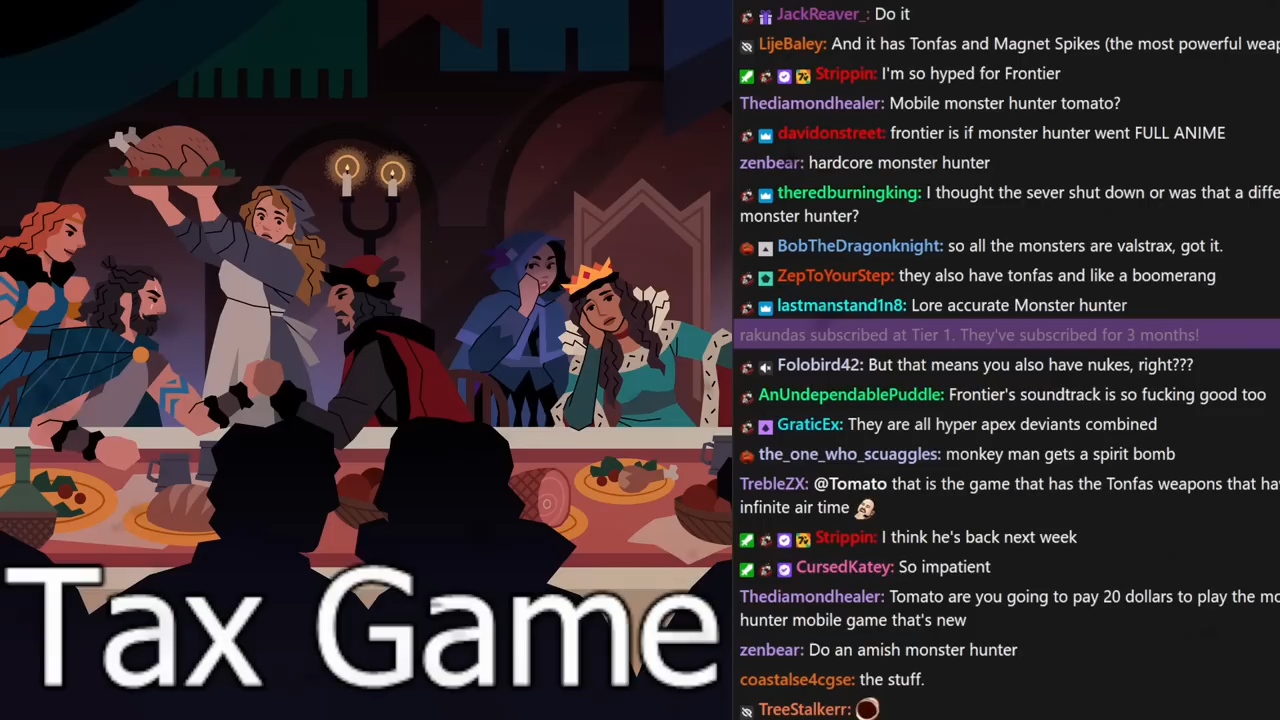 JackReaver_: Do it
LijeBaley: And it has Tonfas and Magnet Spikes (the most powerful
Strippin: I'm so hyped for Frontier
Thediamondhealer: Mobile monster hunter tomato?
davidonstreet: frontier is if monster hunter went FULL ANIME
zenbear: hardcore monster hunter
theredburningking: I thought the sever shut down or was that a
monster hunter?
BobTheDragonknight: so all the monsters are valstrax, got it.
ZepToYourStep: they also have tonfas and like a boomerang
lastmanstand1n8: Lore accurate Monster hunter
rakundas subscribed at Tier 1. They've subscribed for 3 months!
Folobird42: But that means you also have nukes, right???
AnUndependablePuddle: Frontier's soundtrack is so fucking good too
GraticEx: They are all hyper apex deviants combined
the_one_who_scuaggles: monkey man gets a spirit bomb
TrebleZX: @Tomato that is the game that has the Tonfas weapons that
infinite air time
Strippin: I think he's back next week
CursedKatey: So impatient
Thediamondhealer: Tomato are you going to pay 20 dollars to play the
hunter mobile game that's new
zenbear: Do an amish monster hunter
coastalse4cgse: the stuff.
TreeStalkerr:
Tax Game